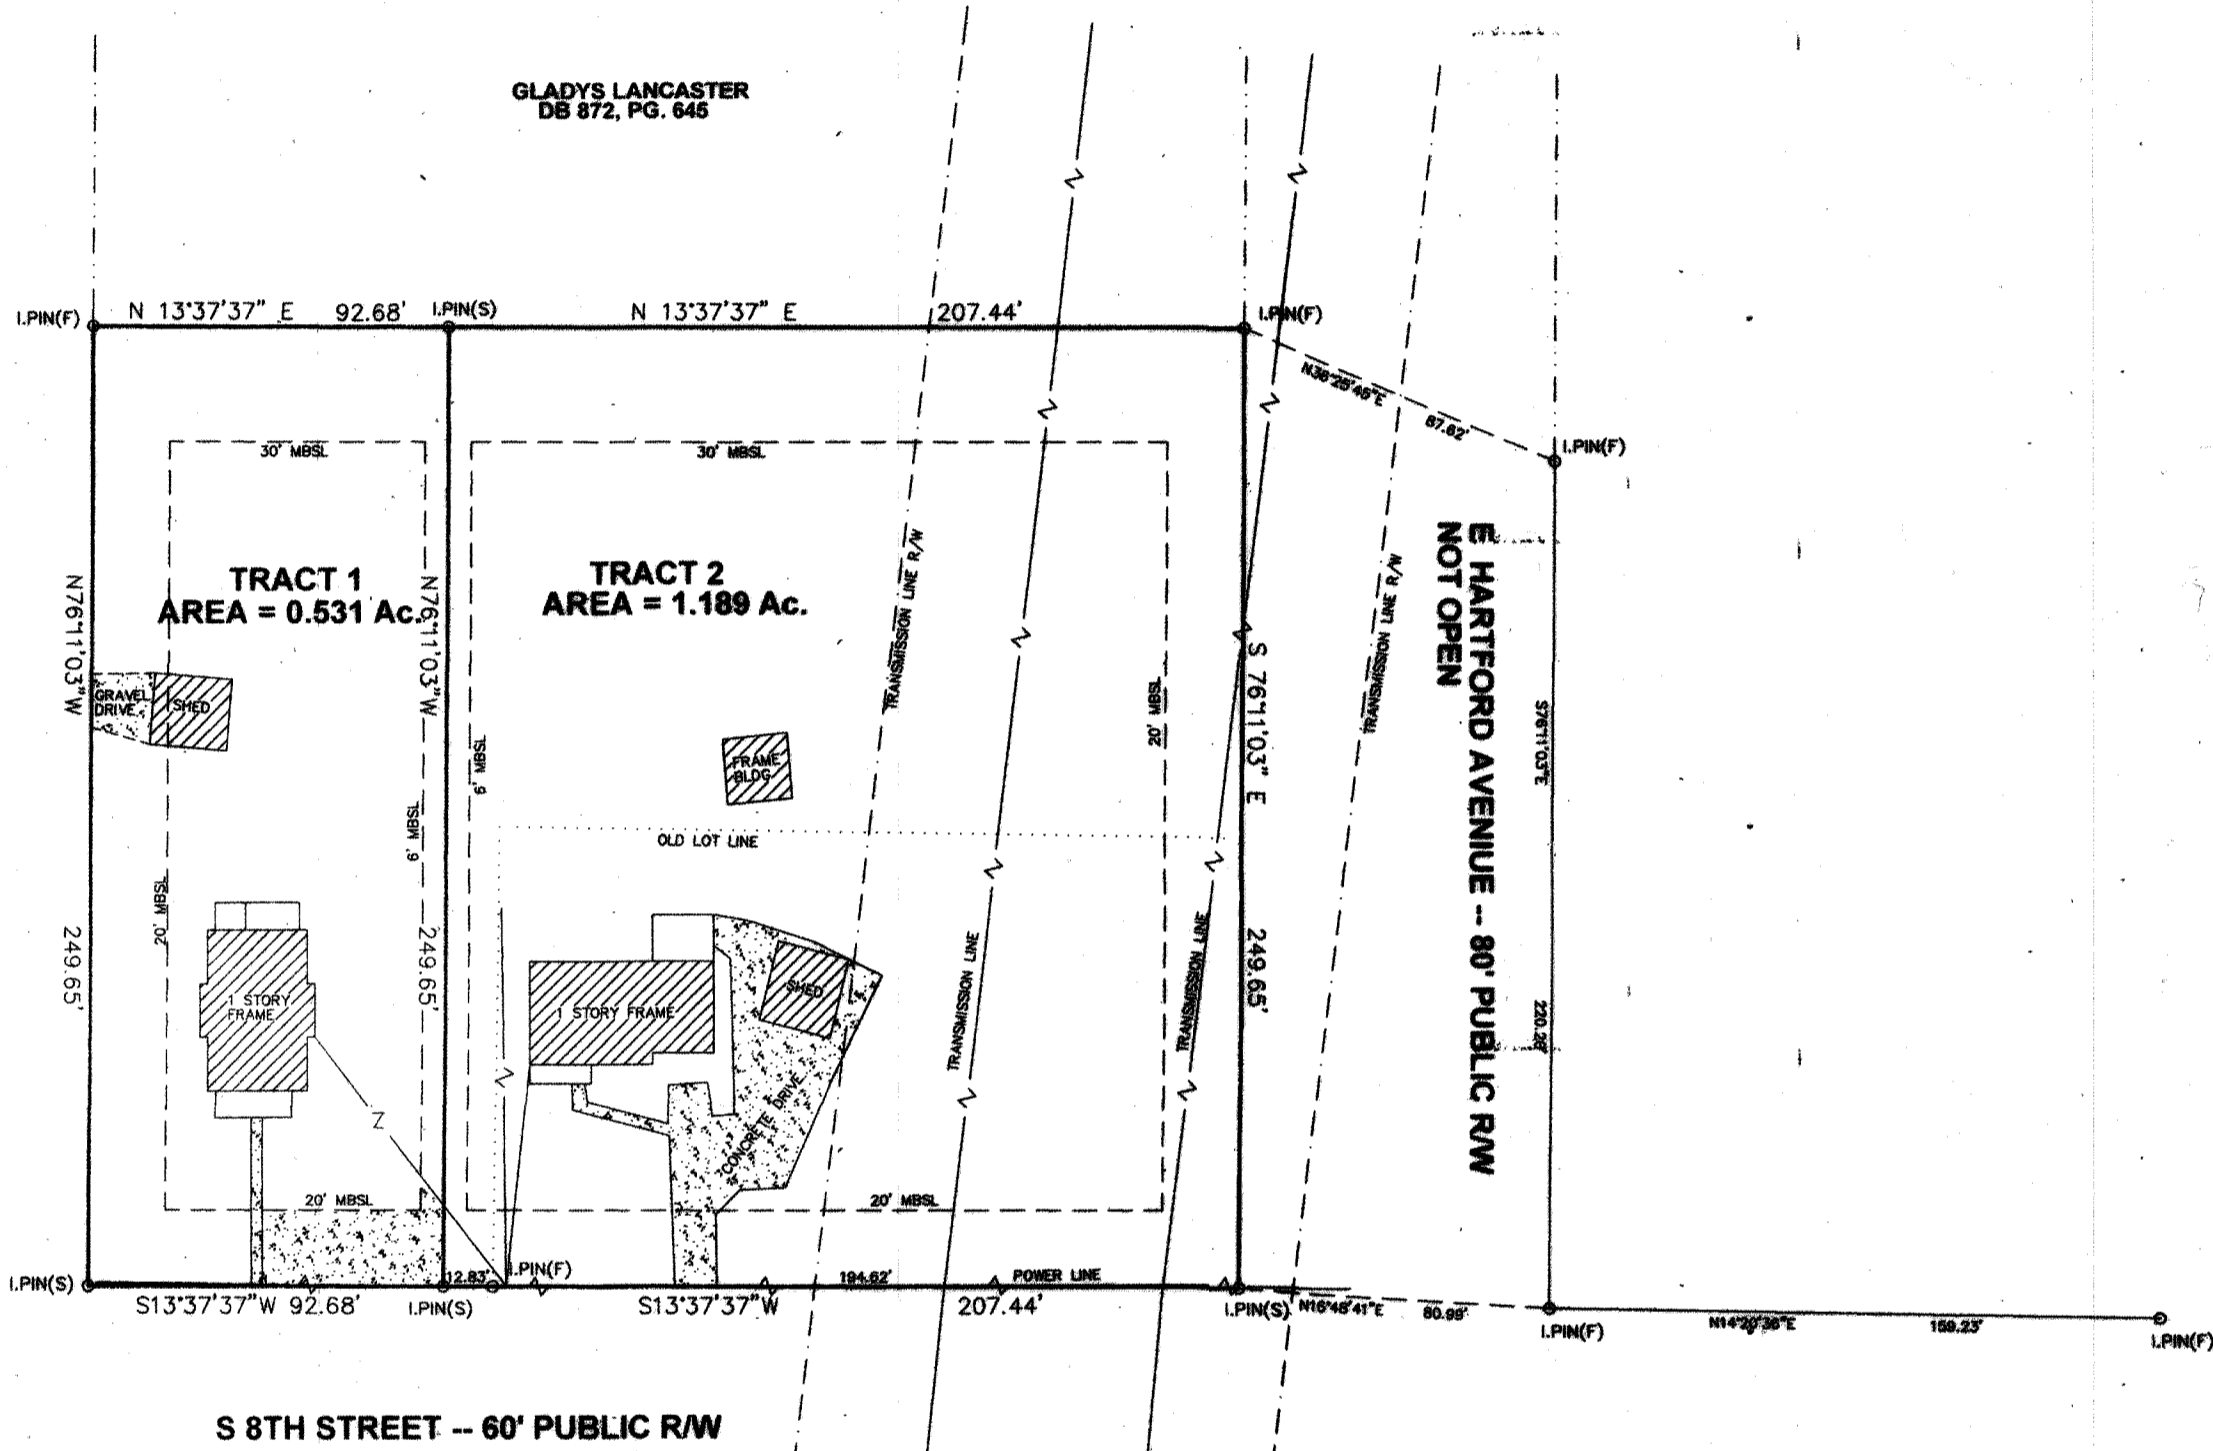 GLADYS LANCASTER
DB 872, PG. 645
I.PIN(F)
N 13°37'37" E 92.68'
I.PIN(S)
N 13°37'37" E 207.44'
I.PIN(F)
N38°25'46"E
87.62'
I.PIN(F)
30' MBSL
30' MBSL
TRACT 1
AREA = 0.531 Ac.
TRACT 2
AREA = 1.189 Ac.
N76°11'03"W
249.65'
N76°11'03"W
249.65'
GRAVEL
DRIVE
SHED
20' MBSL
9' MBSL
9' MBSL
FRAME
BLDG.
OLD LOT LINE
TRANSMISSION LINE R/W
20' MBSL
S 76°11'03" E
249.65'
TRANSMISSION LINE R/W
E HARTFORD AVENIUE -- 80' PUBLIC R/W
NOT OPEN
S76°11'03"E
220.28'
1 STORY
FRAME
1 STORY FRAME
SHED
CONCRETE DRIVE
TRANSMISSION LINE
TRANSMISSION LINE
20' MBSL
20' MBSL
I.PIN(S)
12.83'
I.PIN(F)
194.62'
POWER LINE
S13°37'37"W 92.68'
I.PIN(S)
S13°37'37"W 207.44'
I.PIN(S)
N16°48'41"E
80.99'
I.PIN(F)
N14°20'36"E
159.23'
I.PIN(F)
S 8TH STREET -- 60' PUBLIC R/W